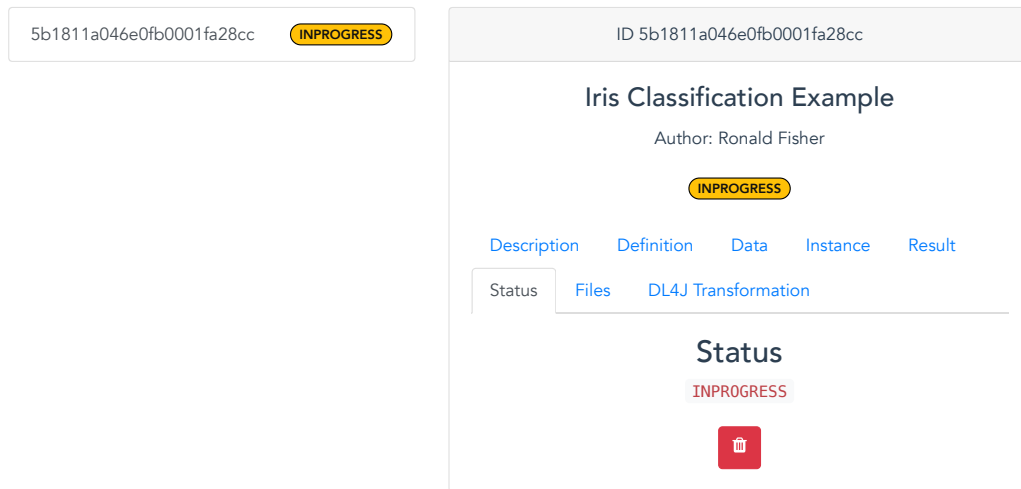 5b1811a046e0fb0001fa28cc INPROGRESS
ID 5b1811a046e0fb0001fa28cc
Iris Classification Example
Author: Ronald Fisher
INPROGRESS
Description Definition Data Instance Result
Status Files DL4J Transformation
Status
INPROGRESS